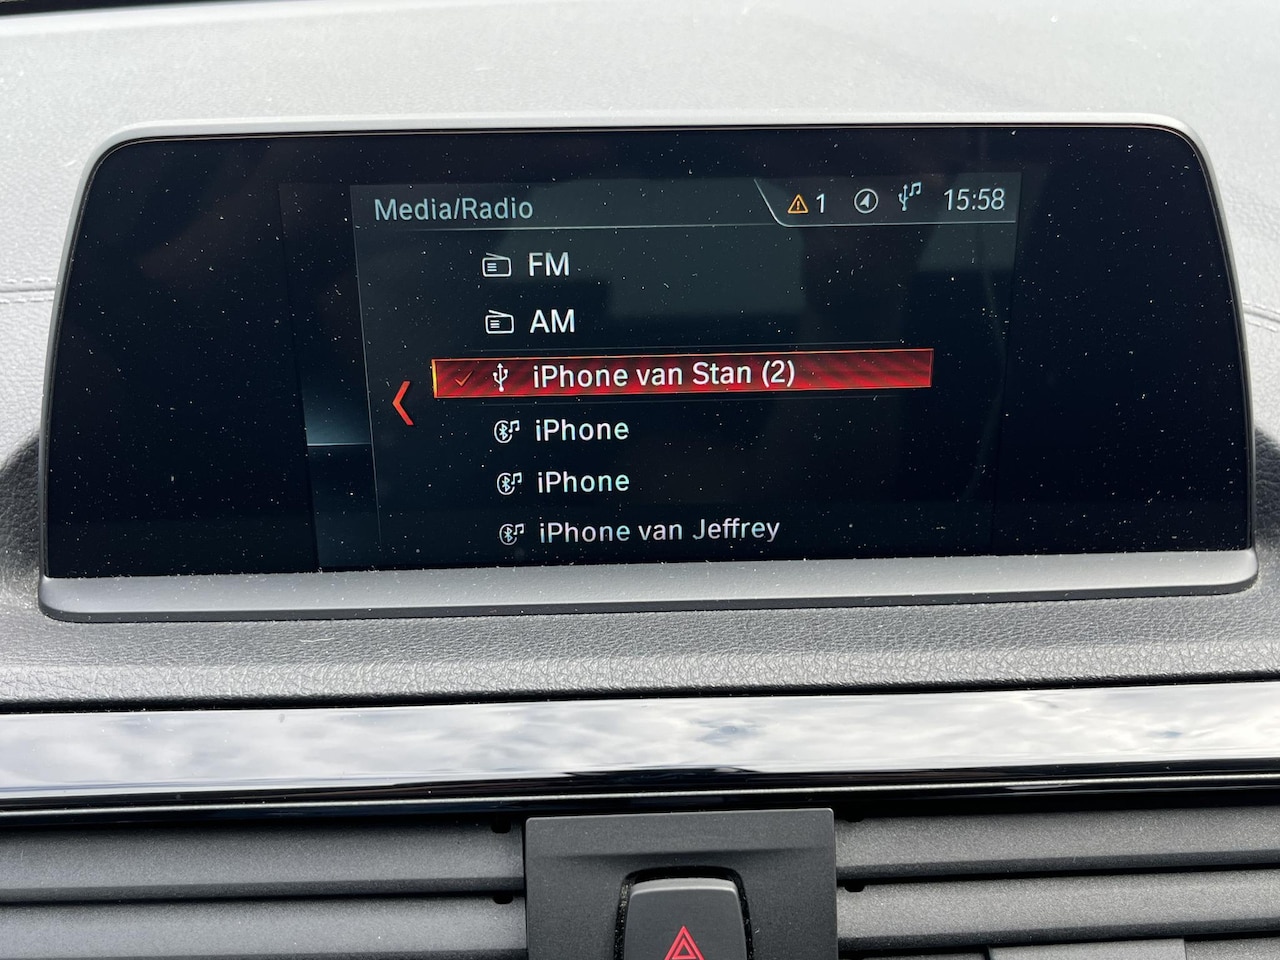 Media/Radio
1
15:58
FM
AM
iPhone van Stan (2)
iPhone
iPhone
iPhone van Jeffrey